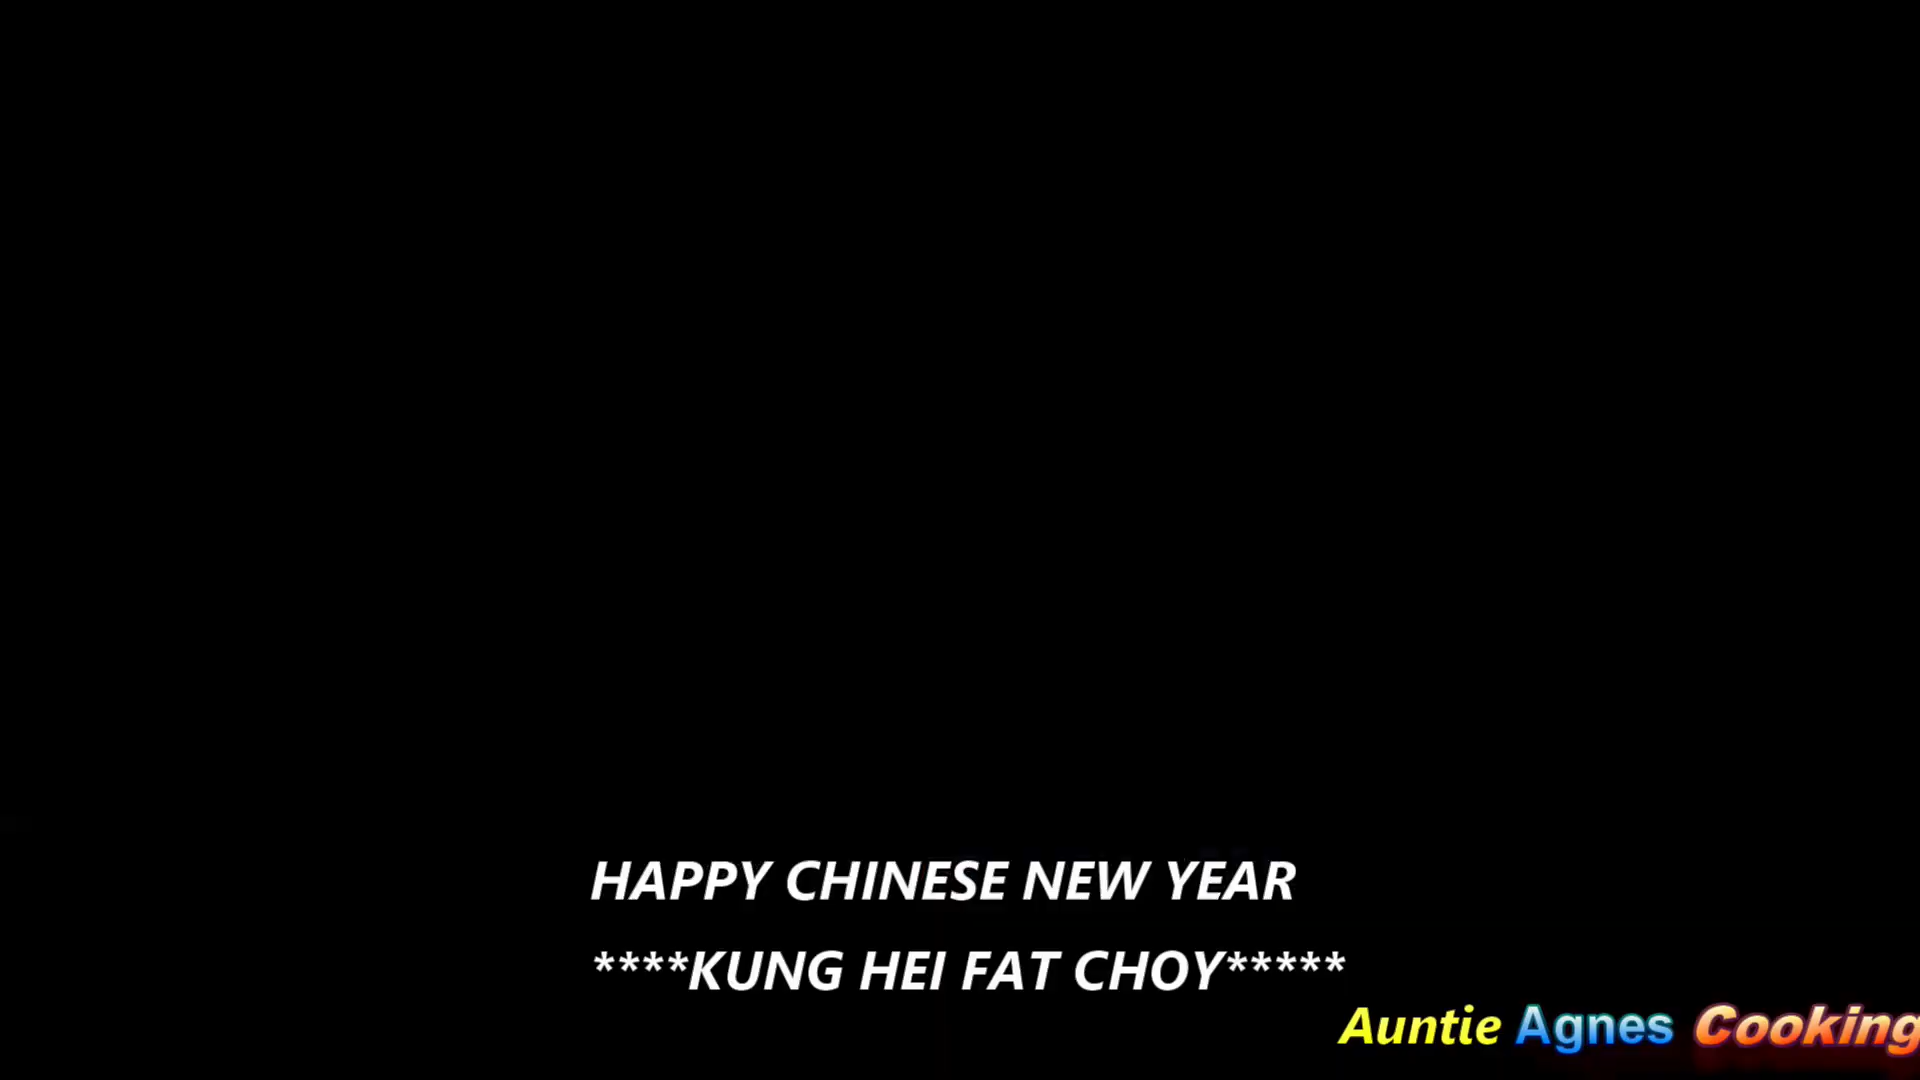 HAPPY CHINESE NEW YEAR
****KUNG HEI FAT CHOY*****
Auntie Agnes Cooking